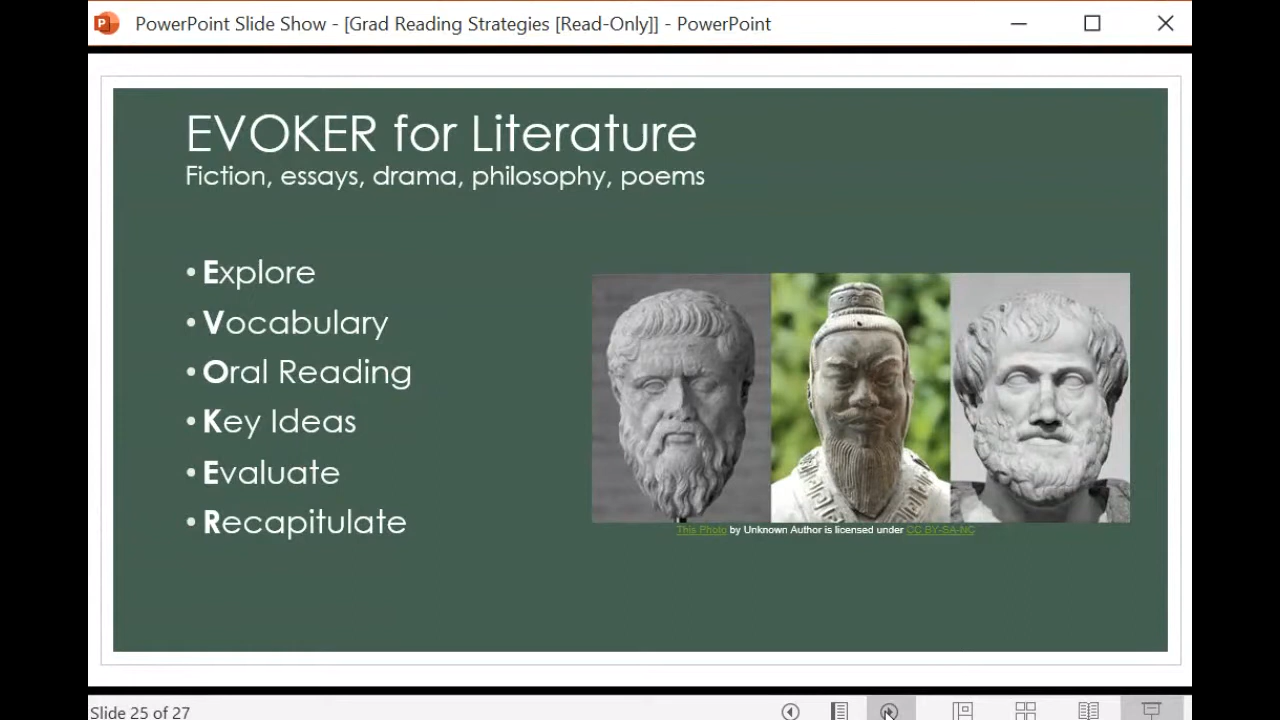 PowerPoint Slide Show - [Grad Reading Strategies [Read-Only]] - PowerPoint
EVOKER for Literature
Fiction, essays, drama, philosophy, poems
• Explore
• Vocabulary
• Oral Reading
• Key Ideas
• Evaluate
• Recapitulate
This Photo by Unknown Author is licensed under CC BY-SA-NC
Slide 25 of 27